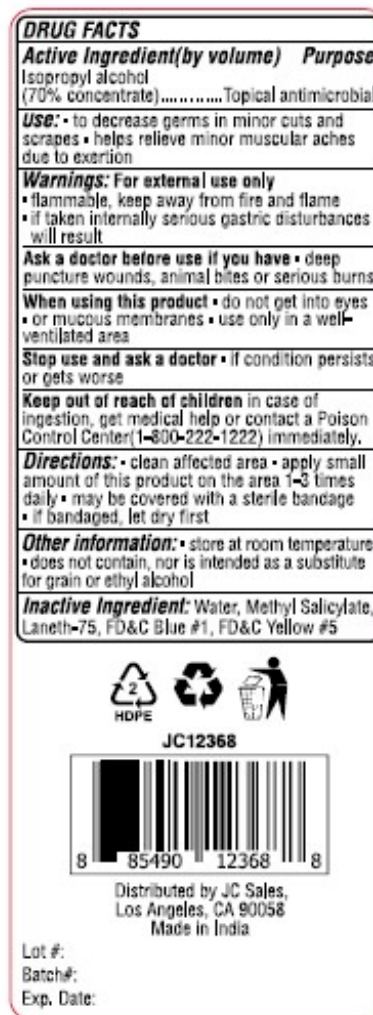 DRUG FACTS
Active Ingredient(by volume) Purpose
Isopropyl alcohol
(70% concentrate).............Topical antimicrobial
Use: • to decrease germs in minor cuts and
scrapes • helps relieve minor muscular aches
due to exertion
Warnings: For external use only
• flammable, keep away from fire and flame
• if taken internally serious gastric disturbances
will result
Ask a doctor before use if you have • deep
puncture wounds, animal bites or serious burns
When using this product • do not get into eyes
• or mucous membranes • use only in a well-
ventilated area
Stop use and ask a doctor • if condition persists
or gets worse
Keep out of reach of children in case of
ingestion, get medical help or contact a Poison
Control Center(1-800-222-1222) immediately.
Directions: • clean affected area • apply small
amount of this product on the area 1-3 times
daily • may be covered with a sterile bandage
• if bandaged, let dry first
Other information: • store at room temperature
• does not contain, nor is intended as a substitute
for grain or ethyl alcohol
Inactive Ingredient: Water, Methyl Salicylate,
Laneth-75, FD&C Blue #1, FD&C Yellow #5
2
HDPE
JC12368
8 85490 12368 8
Distributed by JC Sales,
Los Angeles, CA 90058
Made in India
Lot #:
Batch#:
Exp. Date: